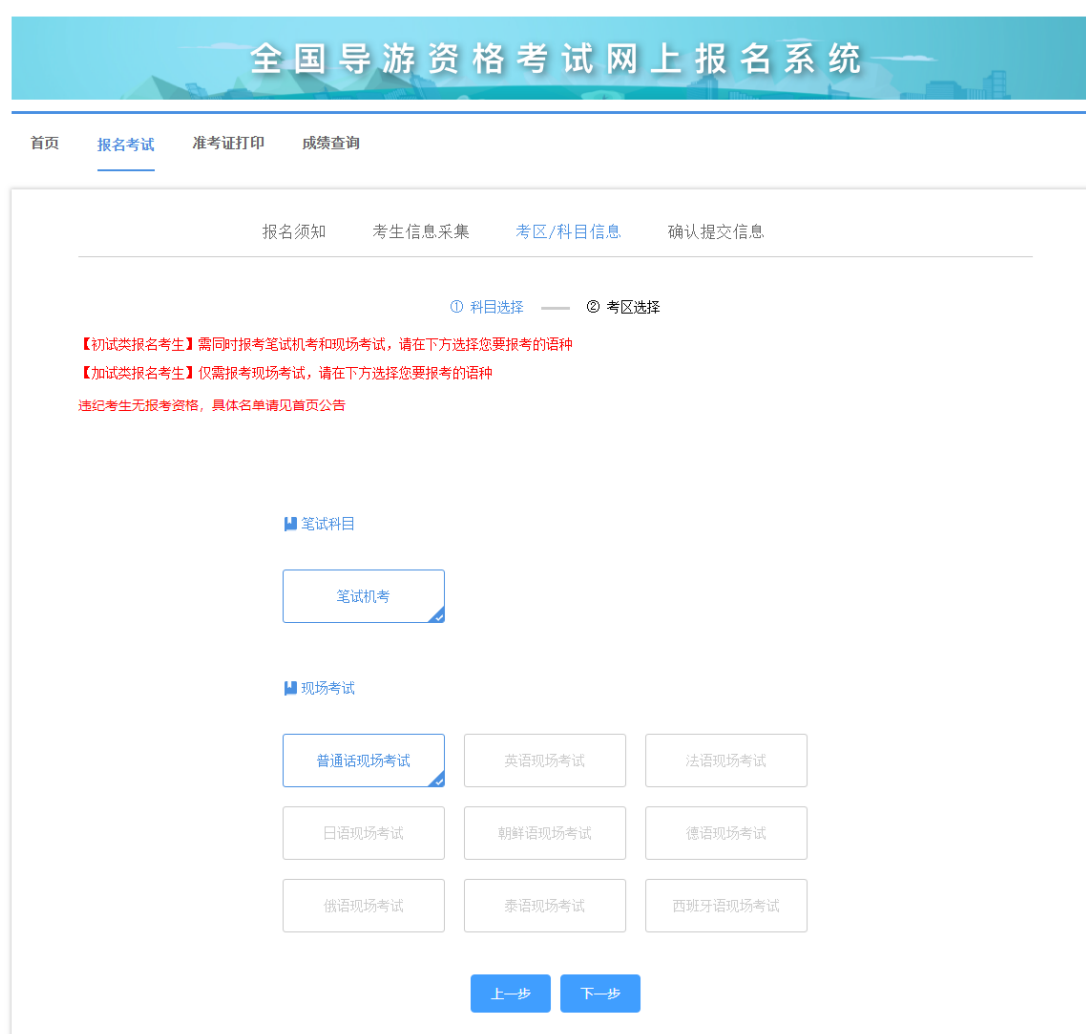 全国导游资格考试网上报名系统
首页 报名考试 准考证打印 成绩查询
报名须知 考生信息采集 考区/科目信息 确认提交信息
① 科目选择 —— ② 考区选择
【初试类报名考生】需同时报考笔试机考和现场考试，请在下方选择您要报考的语种
【加试类报名考生】仅需报考现场考试，请在下方选择您要报考的语种
违纪考生无报考资格，具体名单请见首页公告
笔试科目
笔试机考
现场考试
普通话现场考试 英语现场考试 法语现场考试
日语现场考试 朝鲜语现场考试 德语现场考试
俄语现场考试 泰语现场考试 西班牙语现场考试
上一步 下一步